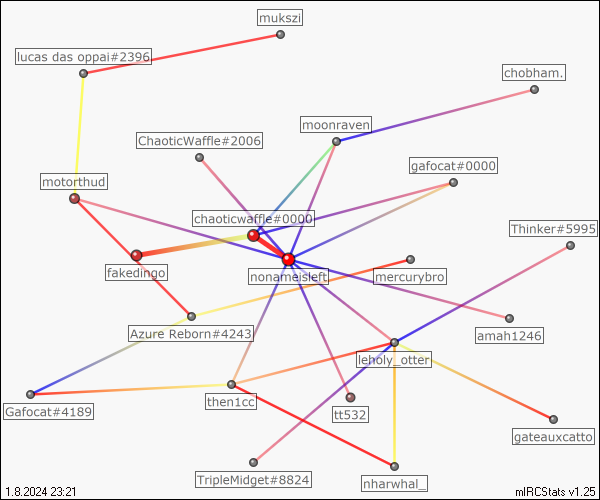 mukszi
lucas das oppai#2396
chobham.
moonraven
ChaoticWaffle#2006
gafocat#0000
motorthud
chaoticwaffle#0000
Thinker#5995
fakedingo
nonameisleft
mercurybro
Azure Reborn#4243
amah1246
leholy_otter
Gafocat#4189
then1cc
tt532
gateauxcatto
TripleMidget#8824
nharwhal_
1.8.2024 23:21
mIRCStats v1.25